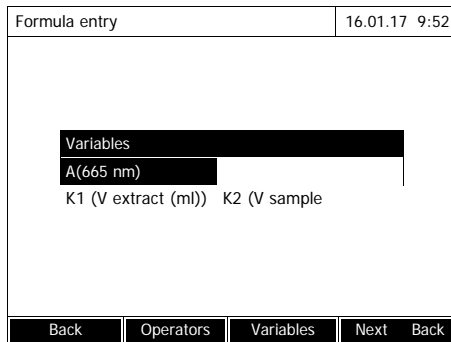 Formula entry 16.01.17 9:52
Variables
A(665 nm)
K1 (V extract (ml)) K2 (V sample
Back Operators Variables Next Back